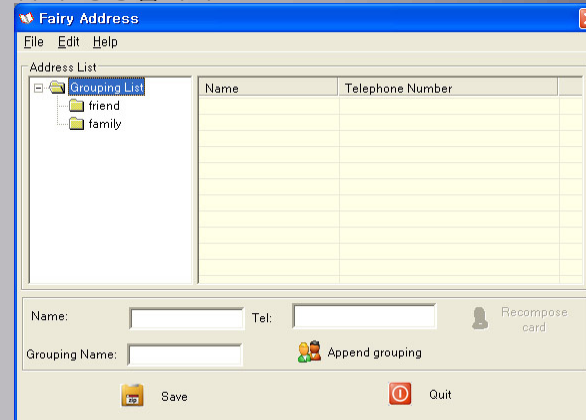 Fairy Address
File Edit Help
Address List
Grouping List
friend
family
Name Telephone Number
Name: Tel:
Recompose
card
Grouping Name: Append grouping
zip
Save Quit